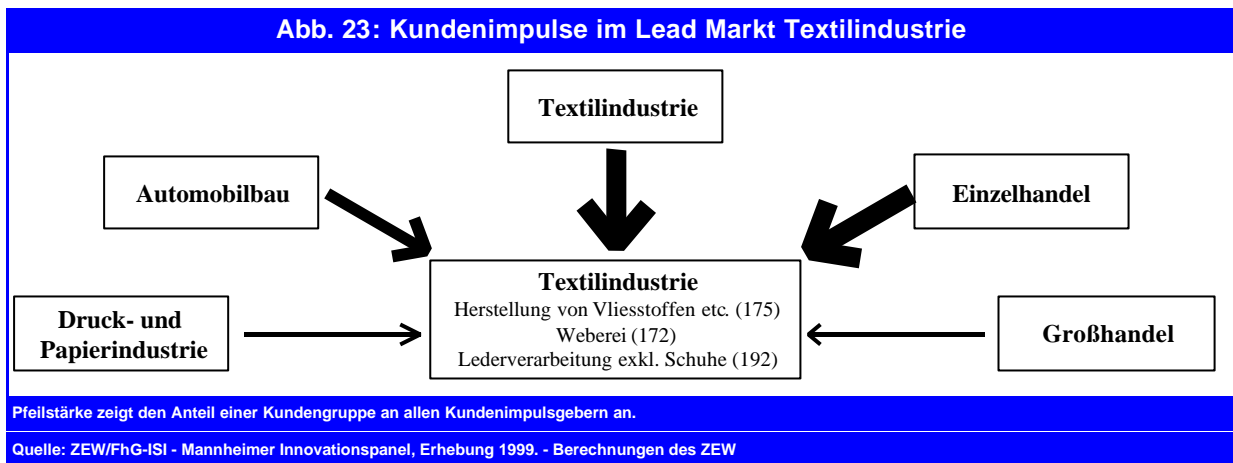 Abb. 23: Kundenimpulse im Lead Markt Textilindustrie
Textilindustrie
Automobilbau
Einzelhandel
Textilindustrie
Herstellung von Vliesstoffen etc. (175)
Weberei (172)
Lederverarbeitung exkl. Schuhe (192)
Druck- und
Papierindustrie
Großhandel
Pfeilstärke zeigt den Anteil einer Kundengruppe an allen Kundenimpulsgebern an.
Quelle: ZEW/FhG-ISI - Mannheimer Innovationspanel, Erhebung 1999. - Berechnungen des ZEW